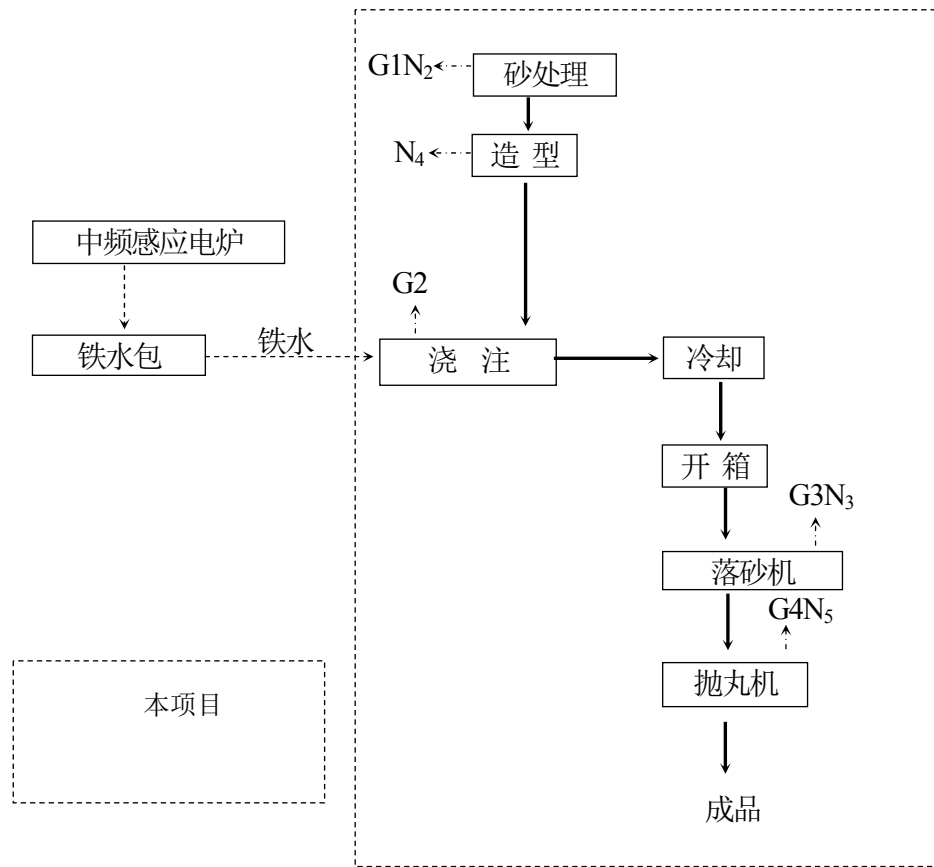 G1N₂
砂处理
N₄
造 型
中频感应电炉
G2
铁水包
铁水
浇 注
冷却
开 箱
G3N₃
落砂机
G4N₅
抛丸机
本项目
成品